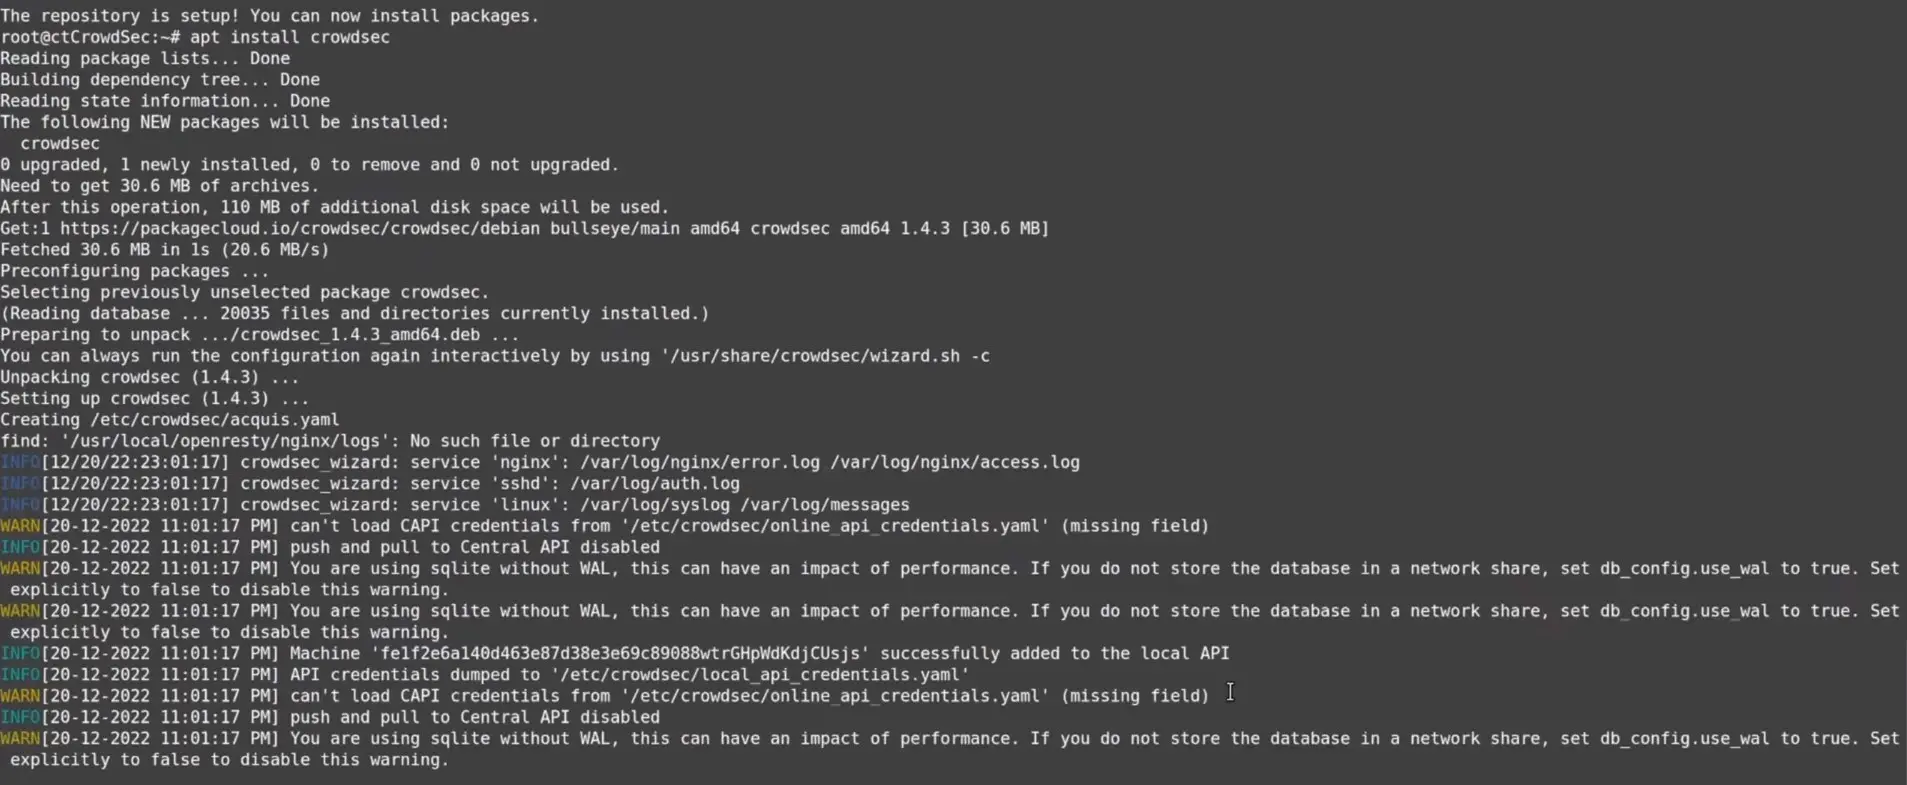 The repository is setup! You can now install packages.
root@ctCrowdSec:~# apt install crowdsec
Reading package lists... Done
Building dependency tree... Done
Reading state information... Done
The following NEW packages will be installed:
  crowdsec
0 upgraded, 1 newly installed, 0 to remove and 0 not upgraded.
Need to get 30.6 MB of archives.
After this operation, 110 MB of additional disk space will be used.
Get:1 https://packagecloud.io/crowdsec/crowdsec/debian bullseye/main amd64 crowdsec amd64 1.4.3 [30.6 MB]
Fetched 30.6 MB in 1s (20.6 MB/s)
Preconfiguring packages ...
Selecting previously unselected package crowdsec.
(Reading database ... 20035 files and directories currently installed.)
Preparing to unpack .../crowdsec_1.4.3_amd64.deb ...
You can always run the configuration again interactively by using '/usr/share/crowdsec/wizard.sh -c
Unpacking crowdsec (1.4.3) ...
Setting up crowdsec (1.4.3) ...
Creating /etc/crowdsec/acquis.yaml
find: '/usr/local/openresty/nginx/logs': No such file or directory
INFO[12/20/22:23:01:17] crowdsec_wizard: service 'nginx': /var/log/nginx/error.log /var/log/nginx/access.log
INFO[12/20/22:23:01:17] crowdsec_wizard: service 'sshd': /var/log/auth.log
INFO[12/20/22:23:01:17] crowdsec_wizard: service 'linux': /var/log/syslog /var/log/messages
WARN[20-12-2022 11:01:17 PM] can't load CAPI credentials from '/etc/crowdsec/online_api_credentials.yaml' (missing field)
INFO[20-12-2022 11:01:17 PM] push and pull to Central API disabled
WARN[20-12-2022 11:01:17 PM] You are using sqlite without WAL, this can have an impact of performance. If you do not store the database in a network share, set db_config.use_wal to true. Set
 explicitly to false to disable this warning.
WARN[20-12-2022 11:01:17 PM] You are using sqlite without WAL, this can have an impact of performance. If you do not store the database in a network share, set db_config.use_wal to true. Set
 explicitly to false to disable this warning.
INFO[20-12-2022 11:01:17 PM] Machine 'fe1f2e6a140d463e87d38e3e69c89088wtrGHpWdKdjCUsjs' successfully added to the local API
INFO[20-12-2022 11:01:17 PM] API credentials dumped to '/etc/crowdsec/local_api_credentials.yaml'
WARN[20-12-2022 11:01:17 PM] can't load CAPI credentials from '/etc/crowdsec/online_api_credentials.yaml' (missing field)
INFO[20-12-2022 11:01:17 PM] push and pull to Central API disabled
WARN[20-12-2022 11:01:17 PM] You are using sqlite without WAL, this can have an impact of performance. If you do not store the database in a network share, set db_config.use_wal to true. Set
 explicitly to false to disable this warning.